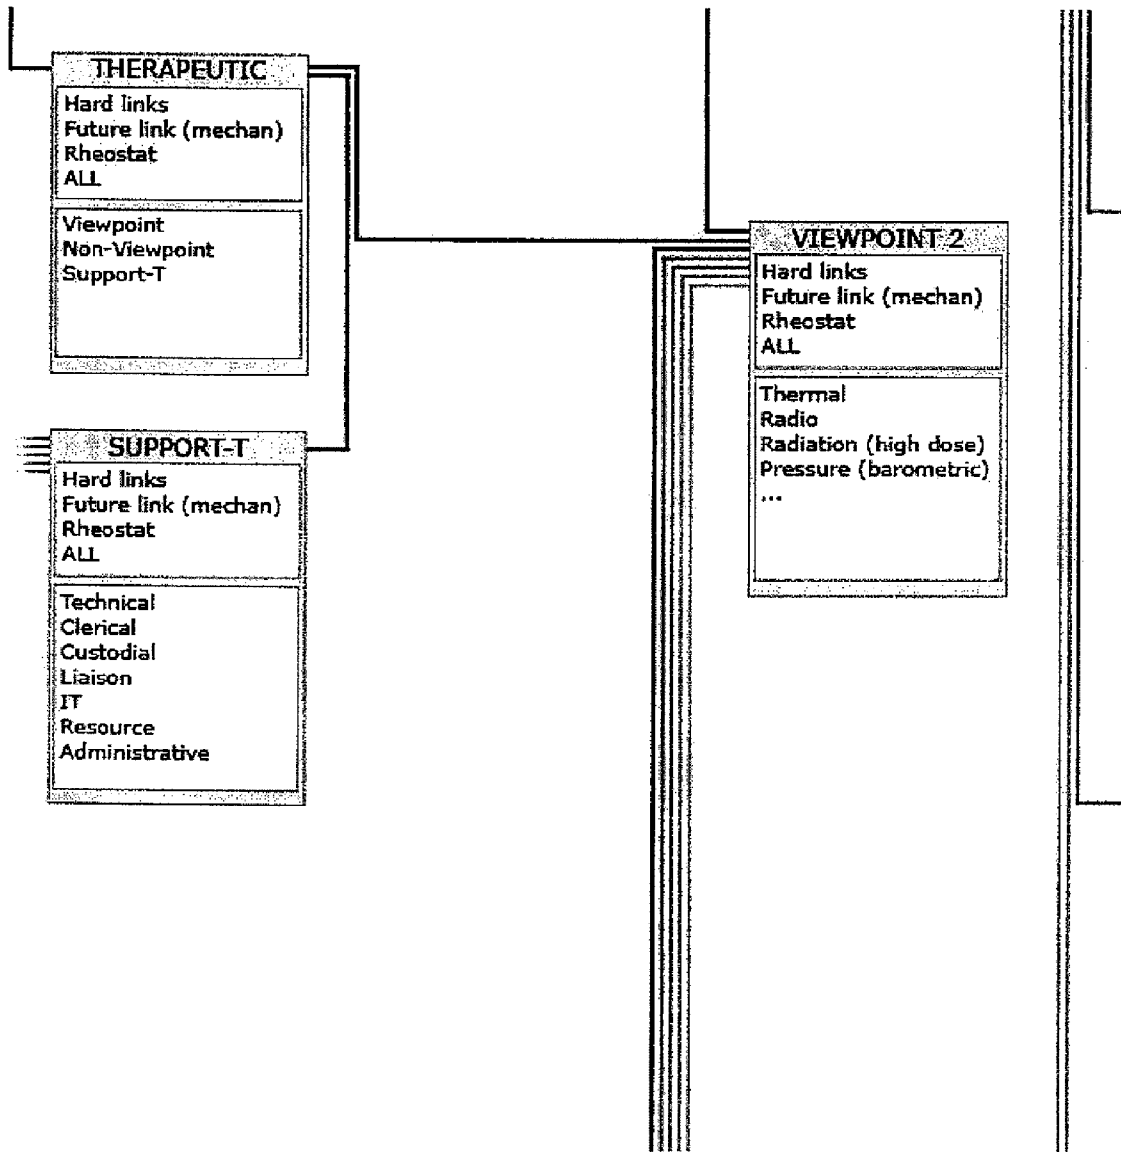 THERAPEUTIC
Hard links
Future link (mechan)
Rheostat
ALL
Viewpoint
Non-Viewpoint
Support-T
VIEWPOINT 2
Hard links
Future link (mechan)
Rheostat
ALL
Thermal
Radio
Radiation (high dose)
Pressure (barometric)
...
SUPPORT-T
Hard links
Future link (mechan)
Rheostat
ALL
Technical
Clerical
Custodial
Liaison
IT
Resource
Administrative